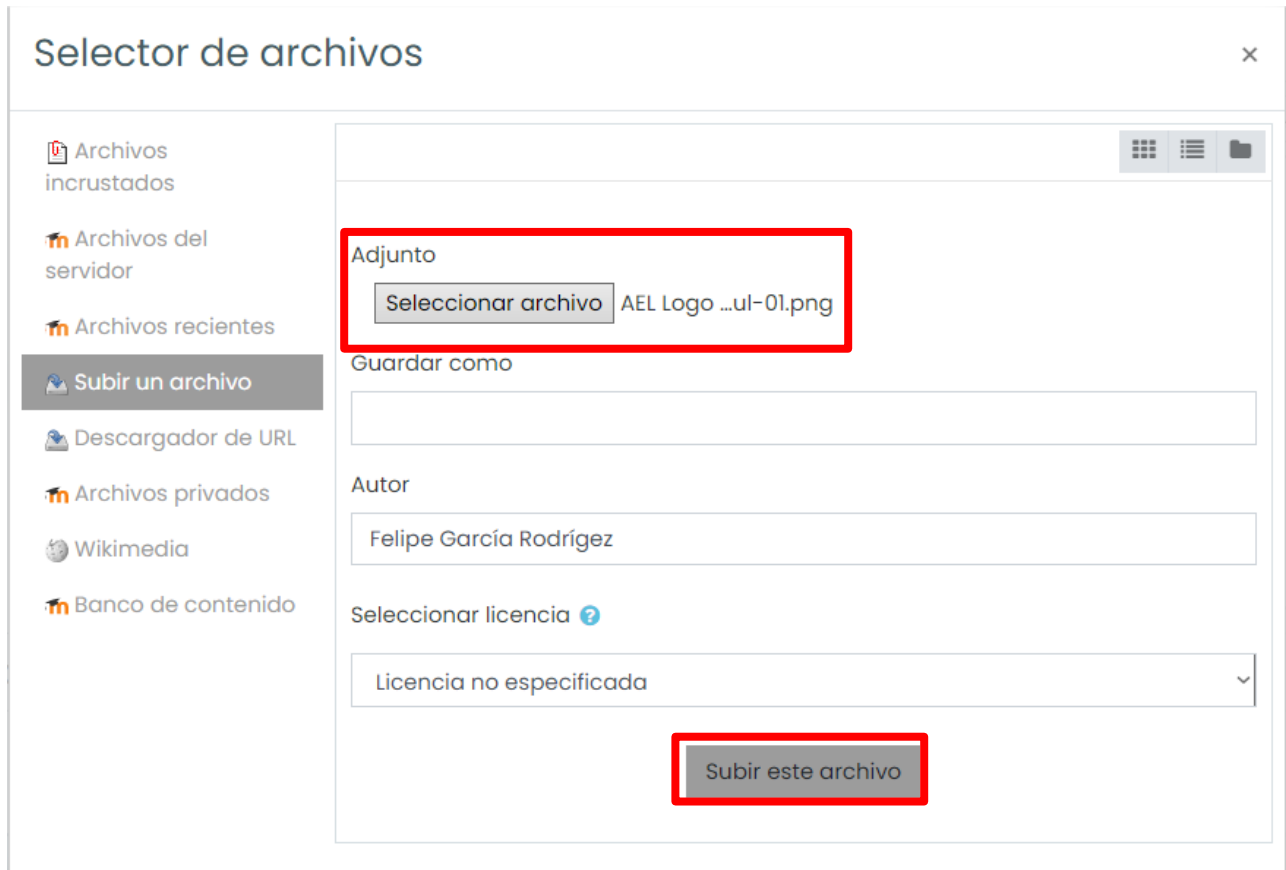 Selector de archivos
×
Archivos
incrustados
Archivos del
servidor
Archivos recientes
Subir un archivo
Descargador de URL
Archivos privados
Wikimedia
Banco de contenido
Adjunto
Seleccionar archivo AEL Logo ...ul-01.png
Guardar como
Autor
Felipe García Rodrígez
Seleccionar licencia ?
Licencia no especificada
Subir este archivo